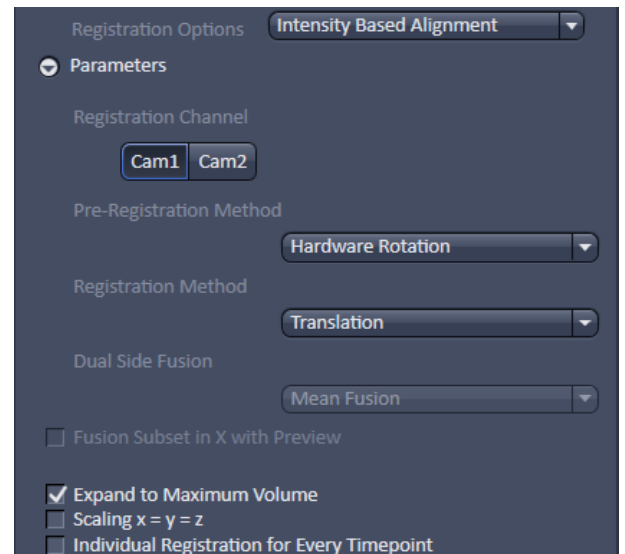 Registration Options Intensity Based Alignment
Parameters
Registration Channel
Cam1 Cam2
Pre-Registration Method
Hardware Rotation
Registration Method
Translation
Dual Side Fusion
Mean Fusion
Fusion Subset in X with Preview
Expand to Maximum Volume
Scaling x = y = z
Individual Registration for Every Timepoint